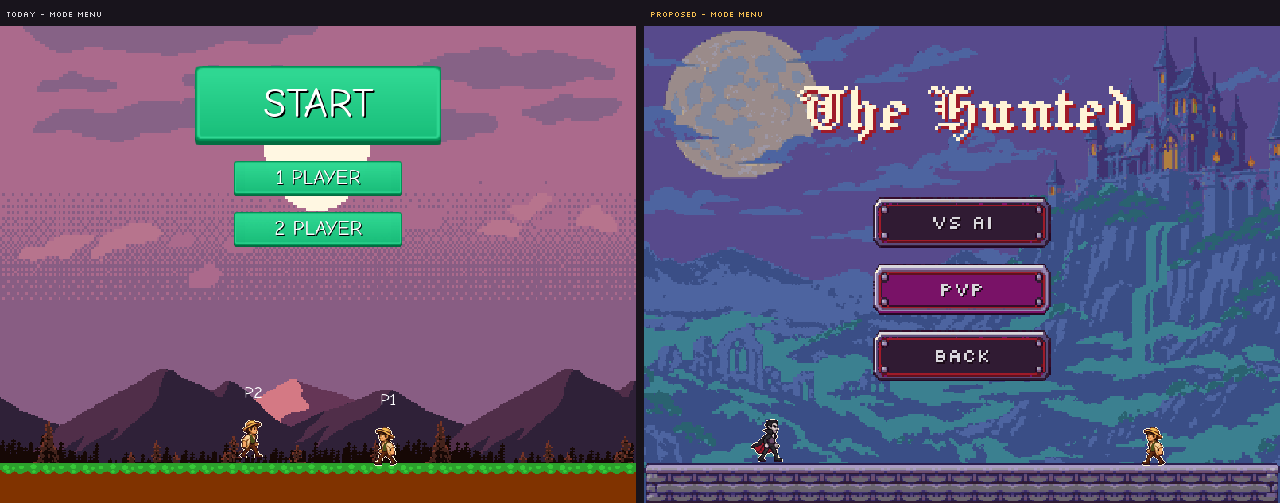 TODAY - MODE MENU
START
1 PLAYER
2 PLAYER
P2
P1
PROPOSED - MODE MENU
The Hunted
VS AI
PVP
BACK